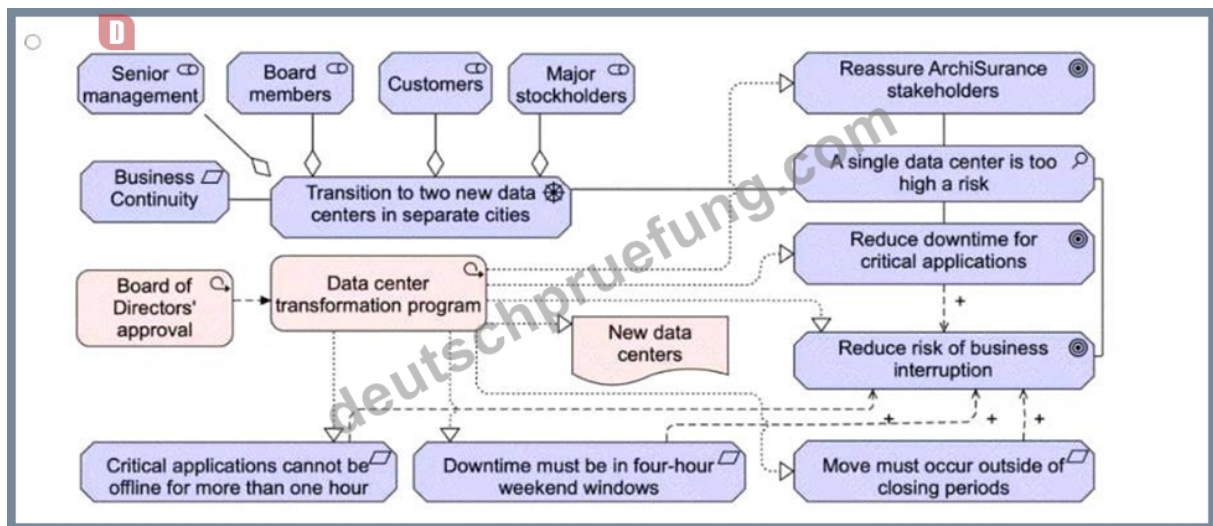 D
Senior
management
Board
members
Customers
Major
stockholders
Reassure ArchiSurance
stakeholders
Business
Continuity
Transition to two new data
centers in separate cities
A single data center is too
high a risk
Reduce downtime for
critical applications
Board of
Directors'
approval
Data center
transformation program
New data
centers
+
Reduce risk of business
interruption
+
+
+
Critical applications cannot be
offline for more than one hour
Downtime must be in four-hour
weekend windows
Move must occur outside of
closing periods
deutschpruefung.com